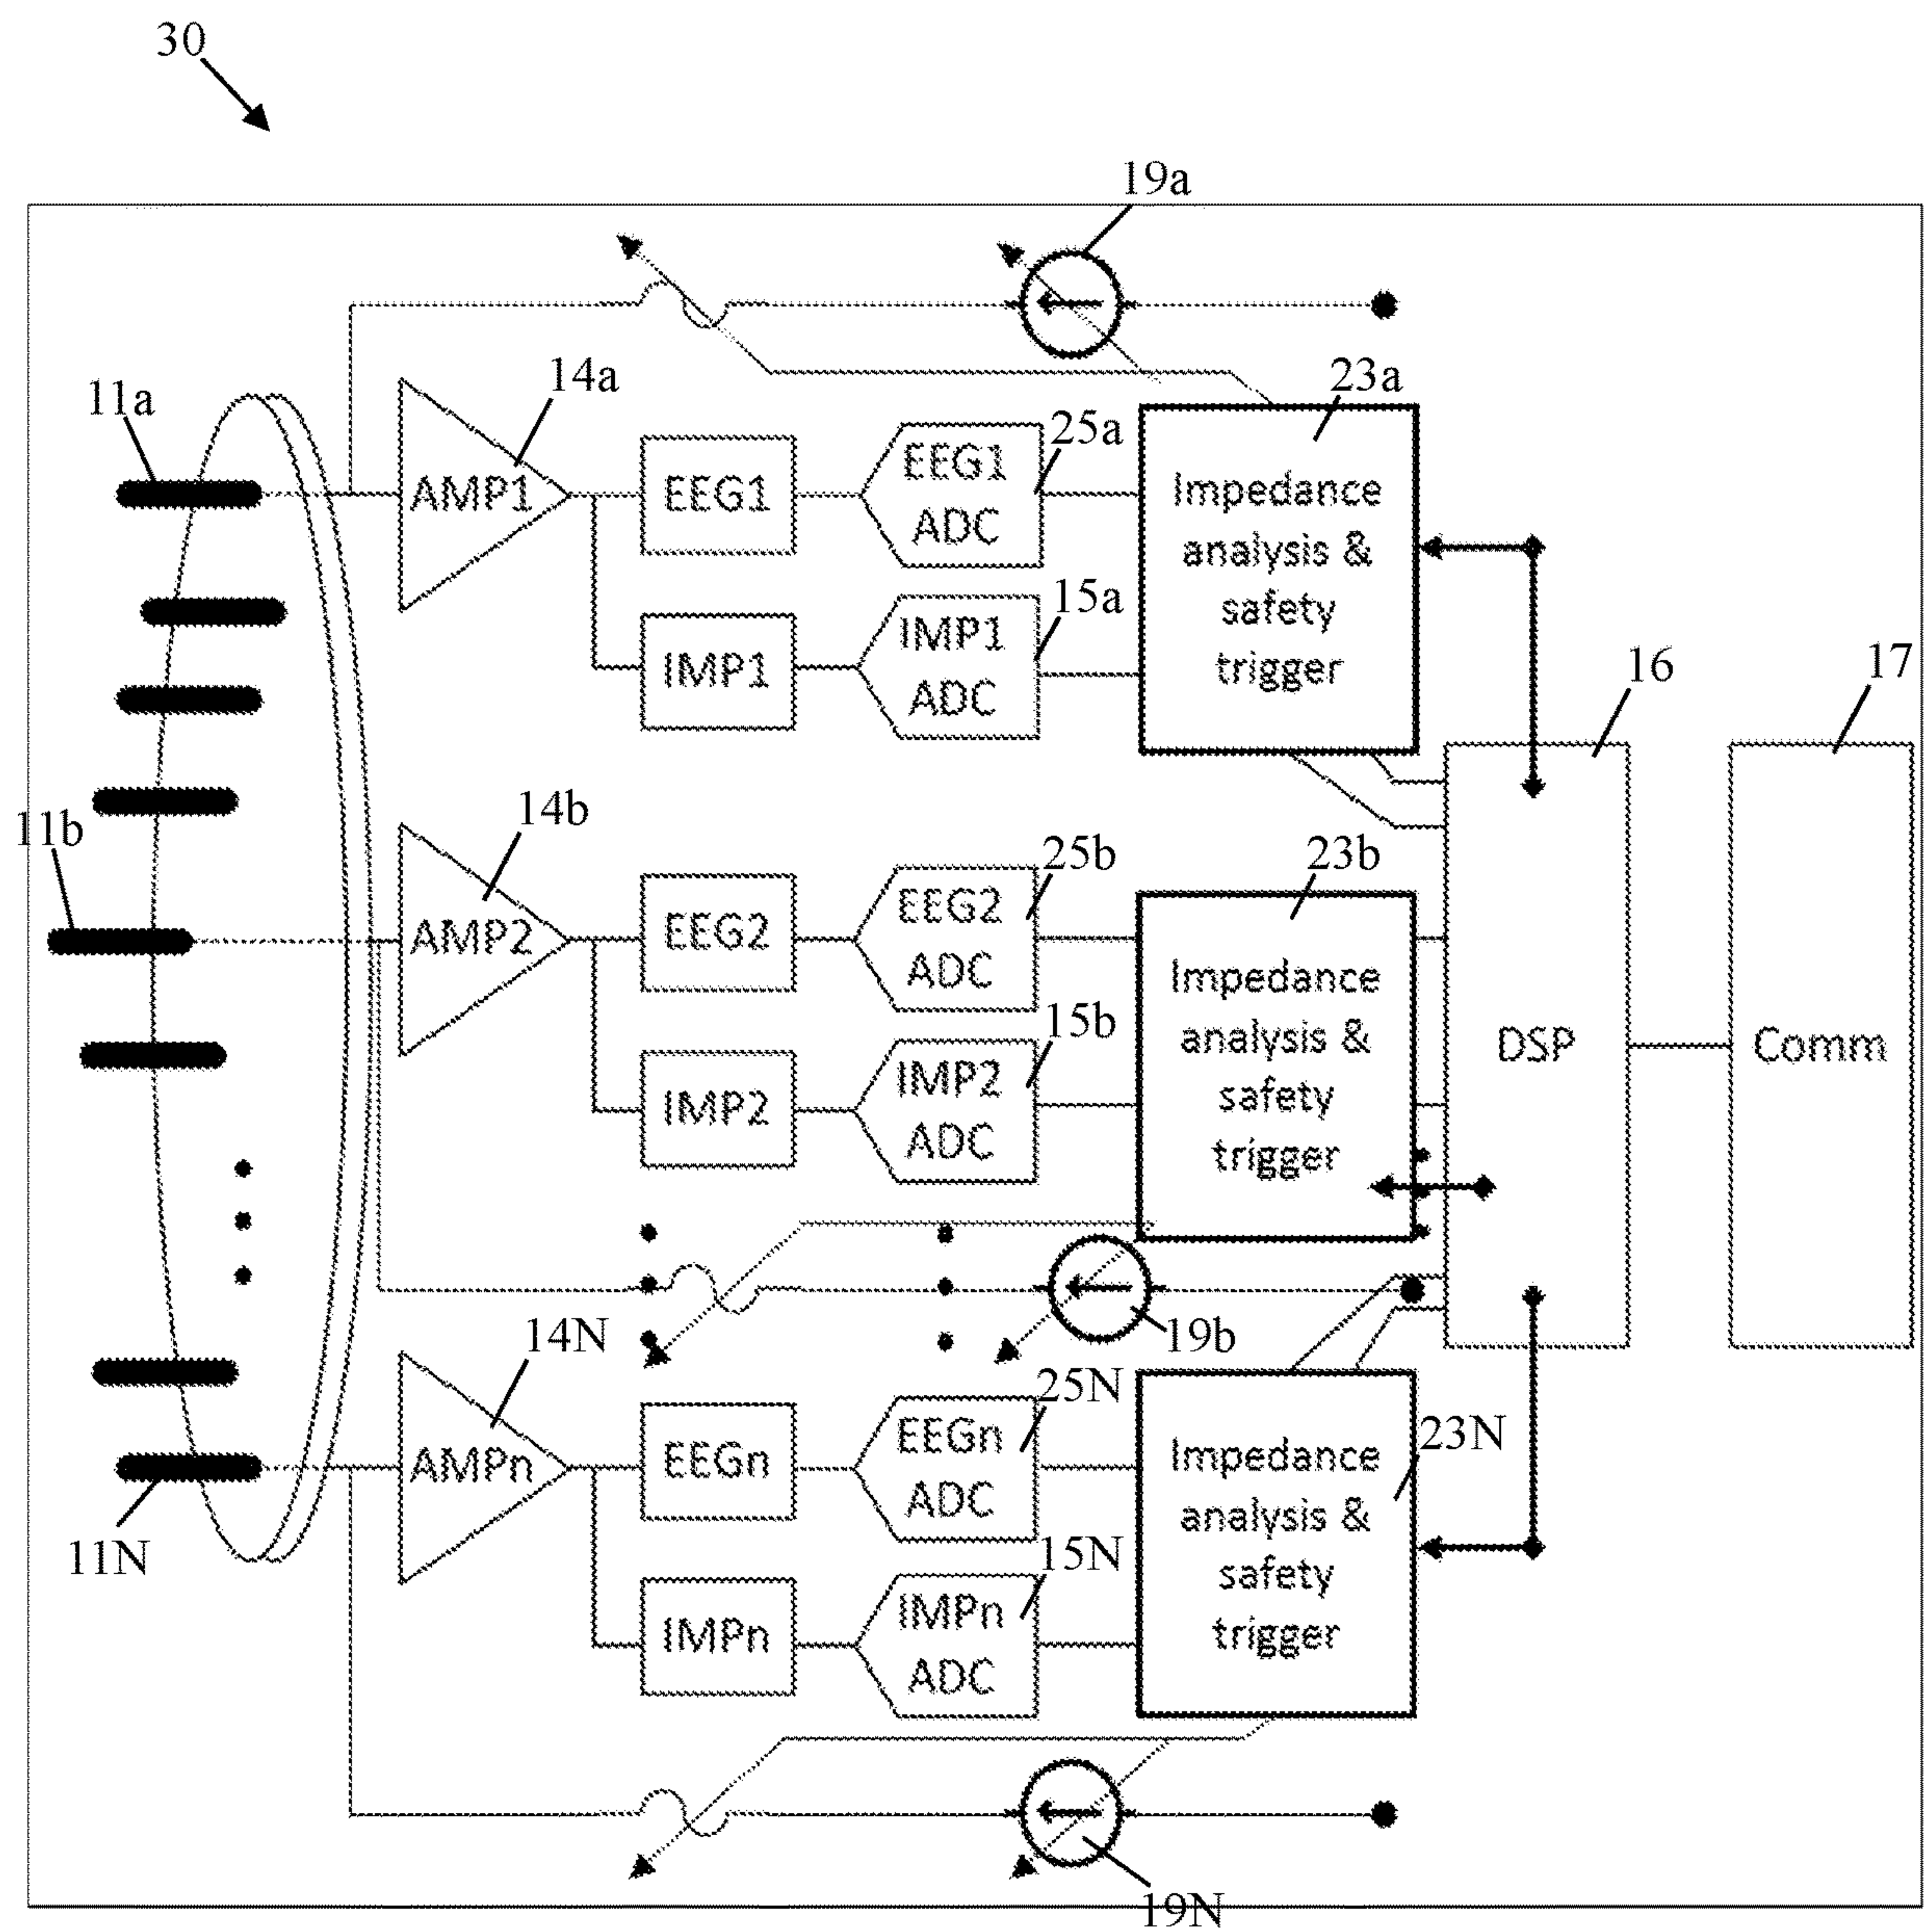 30
19a
11a
14a
23a
25a
AMP1
EEG1
EEG1
ADC
Impedance
analysis &
safety
trigger
15a
IMP1
IMP1
ADC
16
17
11b
14b
25b
23b
AMP2
EEG2
EEG2
ADC
Impedance
analysis &
safety
trigger
15b
IMP2
IMP2
ADC
DSP
Comm
19b
14N
25N
23N
AMPn
EEGn
EEGn
ADC
Impedance
analysis &
safety
trigger
11N
15N
IMPn
IMPn
ADC
19N